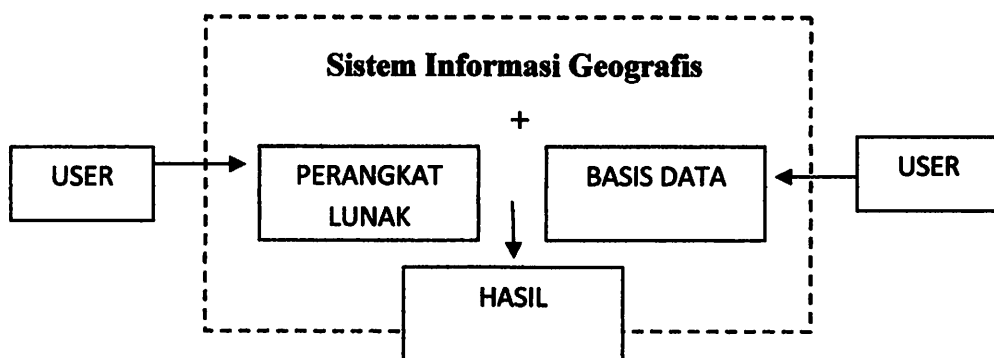 Sistem Informasi Geografis
+
USER
PERANGKAT
LUNAK
BASIS DATA
USER
HASIL